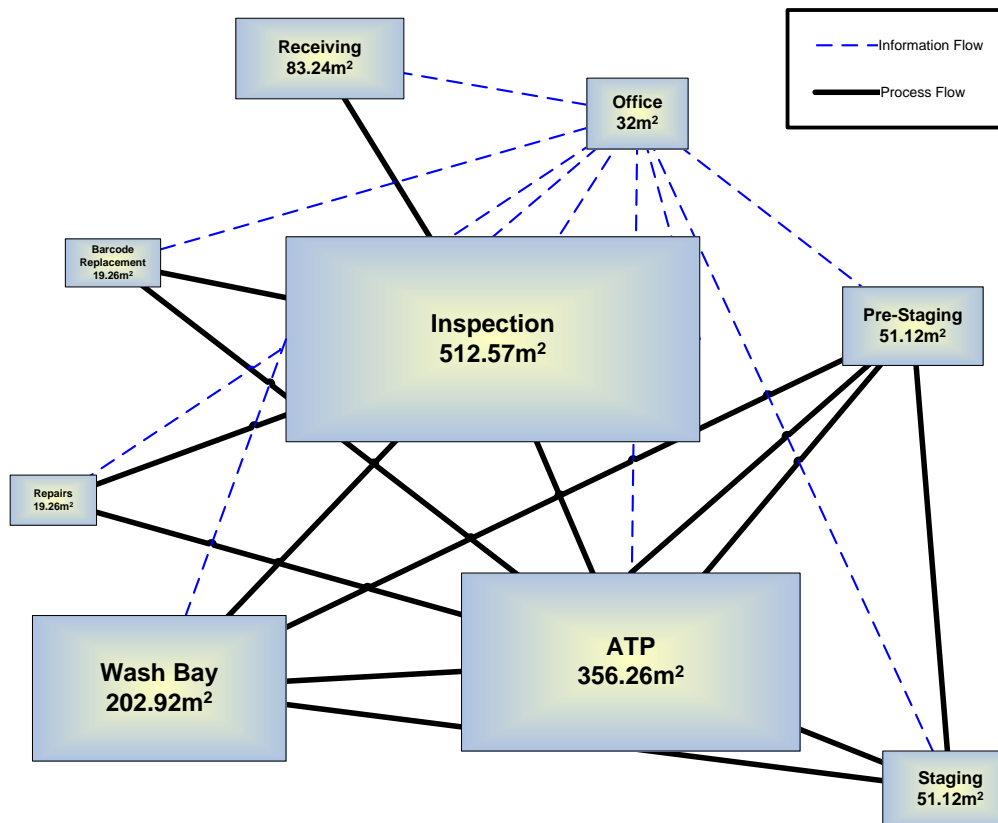 Receiving
83.24m²
Office
32m²
Information Flow
Process Flow
Barcode
Replacement
19.26m²
Inspection
512.57m²
Pre-Staging
51.12m²
Repairs
19.26m²
Wash Bay
202.92m²
ATP
356.26m²
Staging
51.12m²